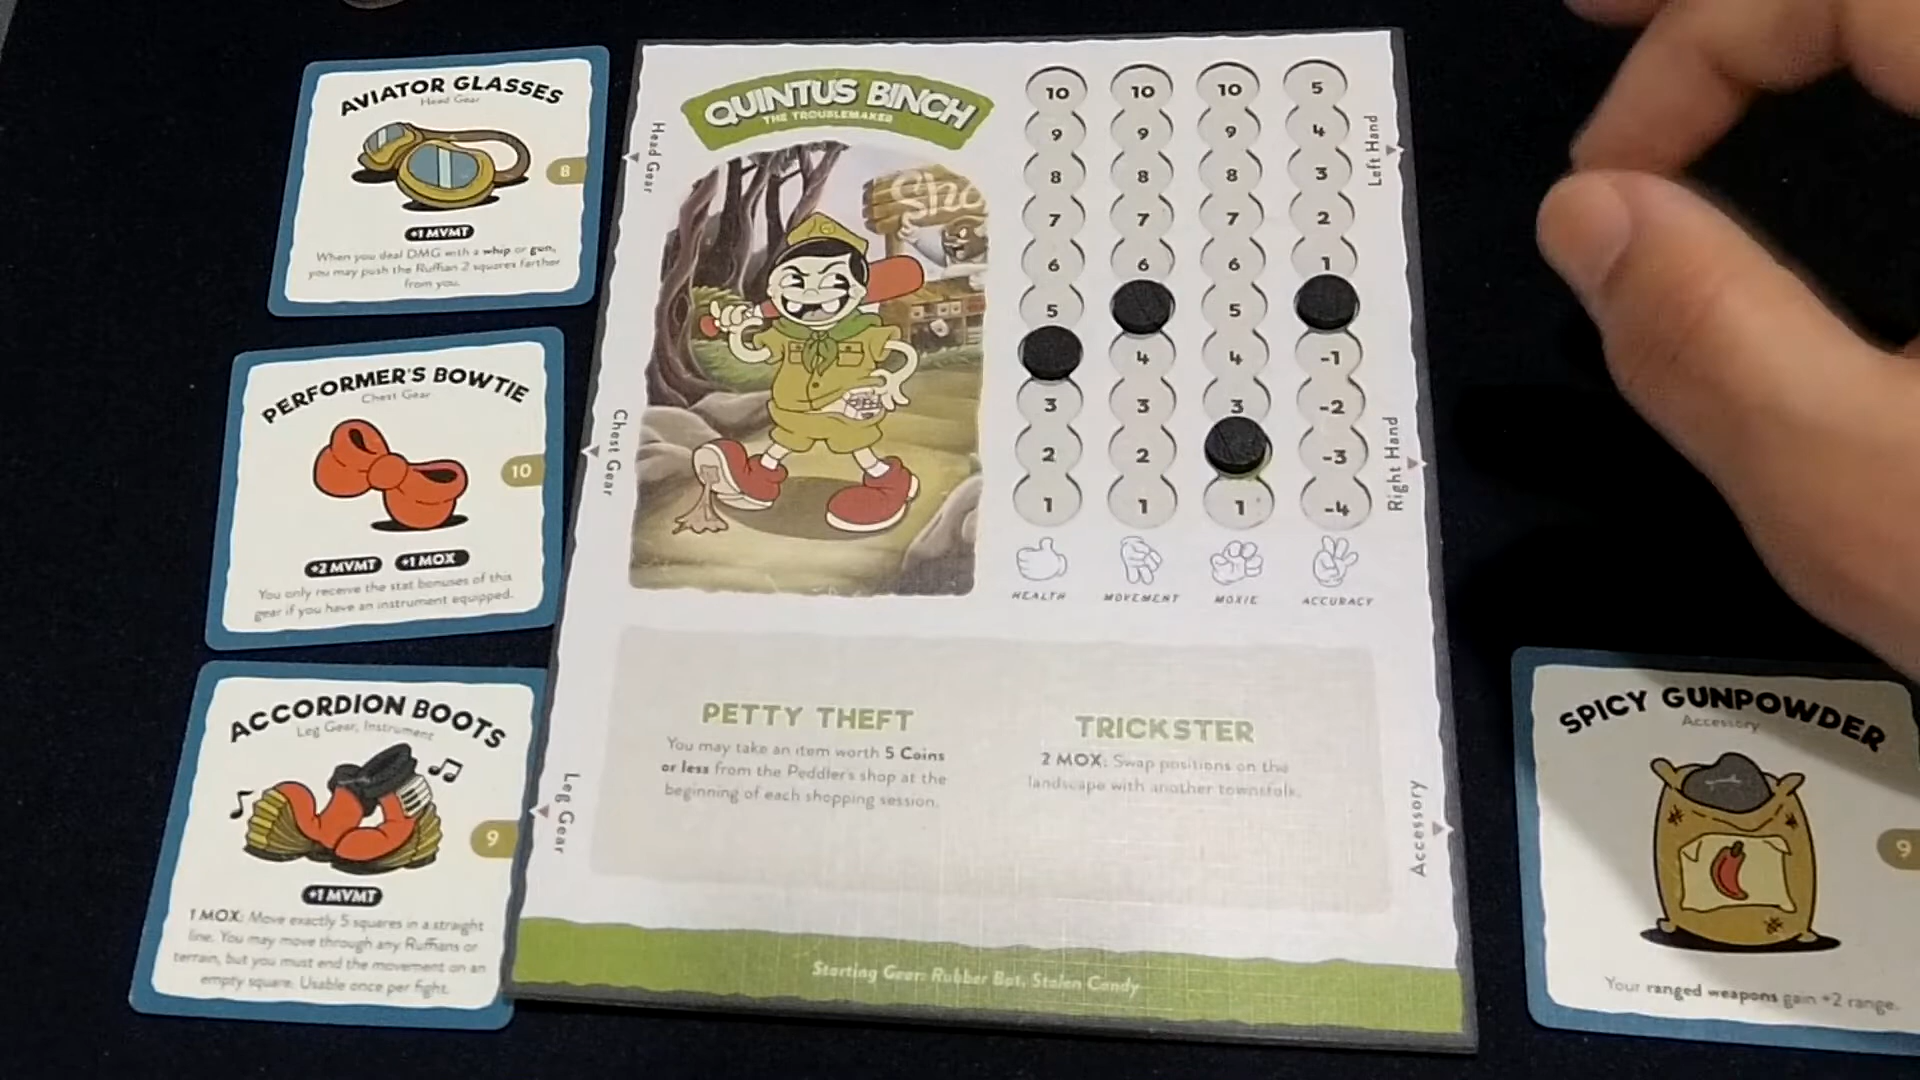 AVIATOR GLASSES
Head Gear
8
+1 MVMT
When you deal DMG with a whip or gun,
you may push the Ruffian 2 squares farther
from you.
PERFORMER'S BOWTIE
Chest Gear
10
+2 MVMT +1 MOX
You only receive the stat bonuses of this
gear if you have an instrument equipped.
ACCORDION BOOTS
Leg Gear, Instrument
9
+1 MVMT
1 MOX: Move exactly 5 squares in a straight
line. You may move through any Ruffians or
terrain, but you must end the movement on an
empty square. Usable once per fight.
QUINTUS BINCH
THE TROUBLEMAKER
Sho
Head Gear
Chest Gear
Leg Gear
Left Hand
Right Hand
Accessory
10 10 10 5
9 9 9 4
8 8 8 3
7 7 7 2
6 6 6 1
5 5
4 4 -1
3 3 3 -2
2 2 -3
1 1 1 -4
HEALTH MOVEMENT MOXIE ACCURACY
PETTY THEFT
You may take an item worth 5 Coins
or less from the Peddler's shop at the
beginning of each shopping session.
TRICKSTER
2 MOX: Swap positions on the
landscape with another townsfolk.
Starting Gear: Rubber Bat, Stolen Candy
SPICY GUNPOWDER
Accessory
9
Your ranged weapons gain +2 range.